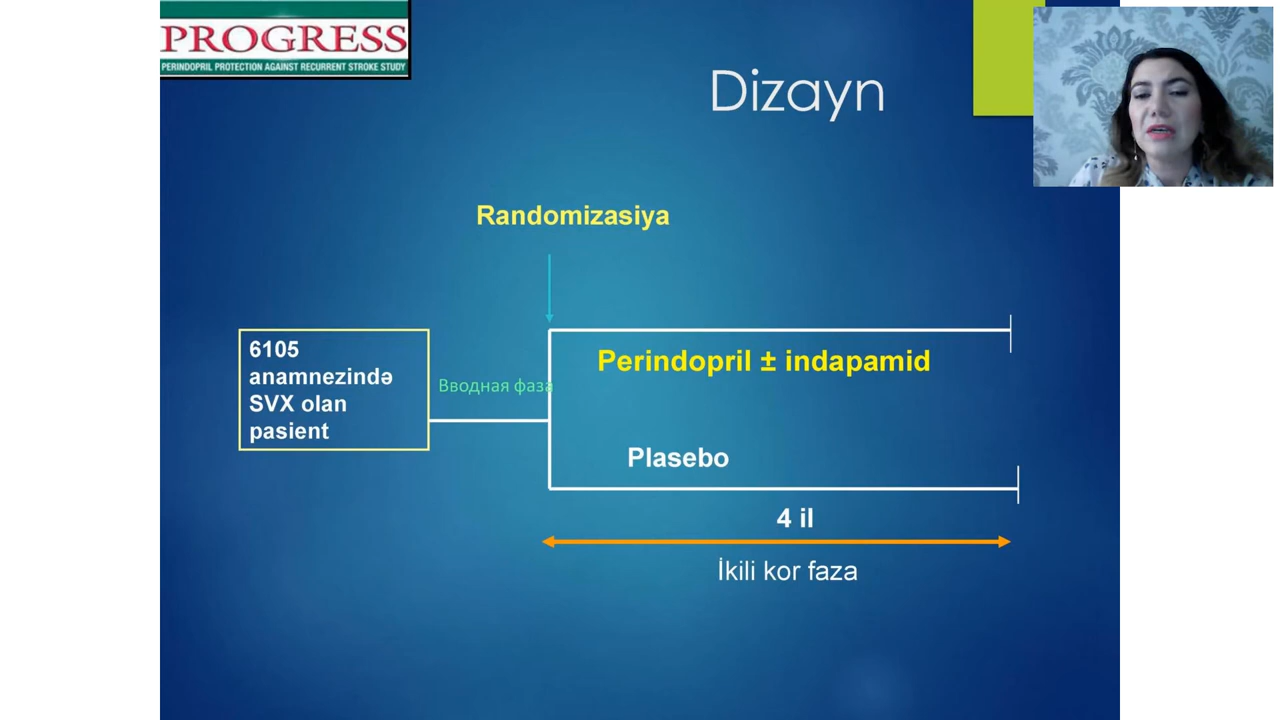 PROGRESS
PERINDOPRIL PROTECTION AGAINST RECURRENT STROKE STUDY
Dizayn
Randomizasiya
6105
anamnezində
SVX olan
pasient
Вводная фаза
Perindopril ± indapamid
Plasebo
4 il
İkili kor faza